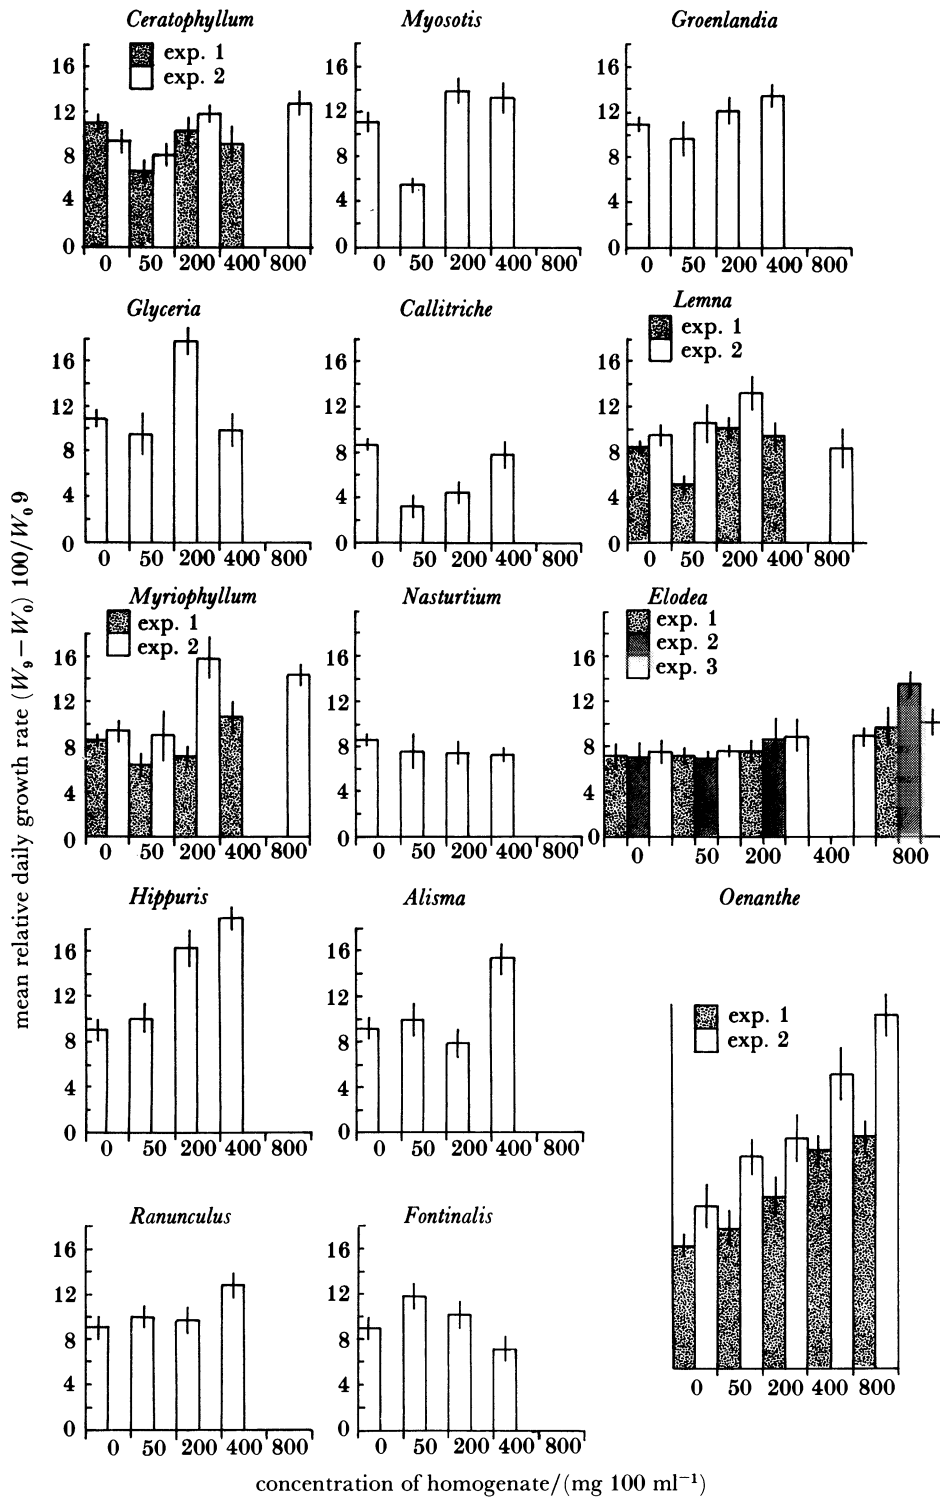 Ceratophyllum
exp. 1
exp. 2
16
12
8
4
0
0 50 200 400 800
Myosotis
16
12
8
4
0
0 50 200 400 800
Groenlandia
16
12
8
4
0
0 50 200 400 800
Glyceria
16
12
8
4
0
0 50 200 400 800
Callitriche
16
12
8
4
0
0 50 200 400 800
Lemna
exp. 1
exp. 2
16
12
8
4
0
0 50 200 400 800
Myriophyllum
exp. 1
exp. 2
16
12
8
4
0
0 50 200 400 800
Nasturtium
16
12
8
4
0
0 50 200 400 800
Elodea
exp. 1
exp. 2
exp. 3
16
12
8
4
0
0 50 200 400 800
Hippuris
16
12
8
4
0
0 50 200 400 800
Alisma
16
12
8
4
0
0 50 200 400 800
Oenanthe
exp. 1
exp. 2
0 50 200 400 800
Ranunculus
16
12
8
4
0
0 50 200 400 800
Fontinalis
16
12
8
4
0
0 50 200 400 800
mean relative daily growth rate (W₉ − W₀) 100/W₀ 9
concentration of homogenate/(mg 100 ml⁻¹)